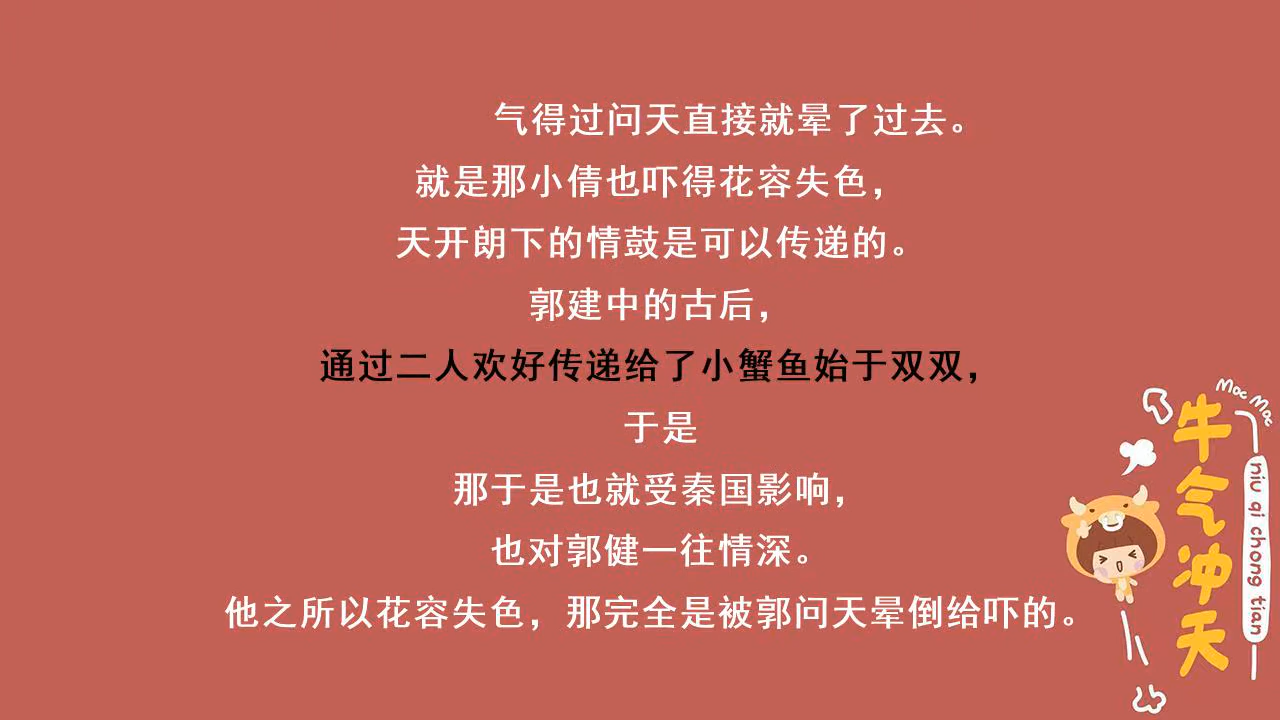 气得过问天直接就晕了过去。
就是那小倩也吓得花容失色，
天开朗下的情鼓是可以传递的。
郭建中的古后，
通过二人欢好传递给了小蟹鱼始于双双，
于是
那于是也就受秦国影响，
也对郭健一往情深。
他之所以花容失色，那完全是被郭问天晕倒给吓的。
Moc Moc
牛气冲天
niu qi chong tian